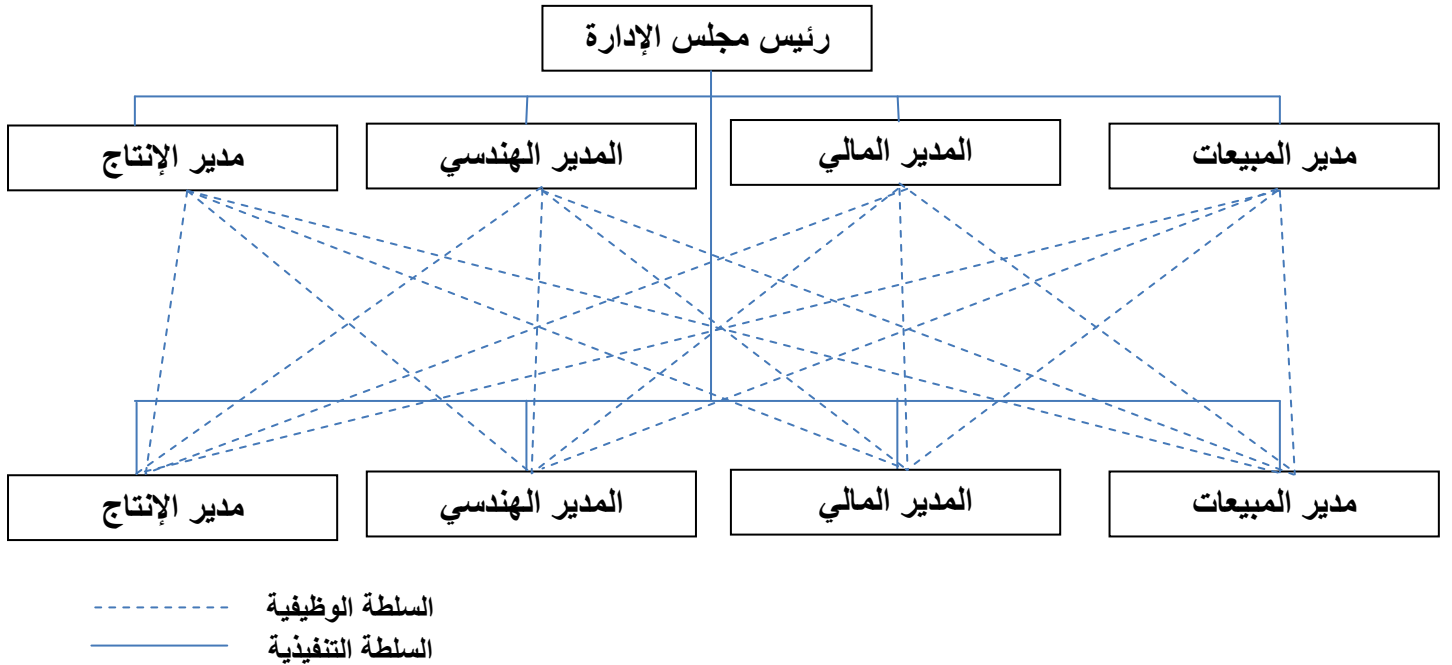 رئيس مجلس الإدارة
مدير المبيعات
المدير المالي
المدير الهندسي
مدير الإنتاج
مدير المبيعات
المدير المالي
المدير الهندسي
مدير الإنتاج
السلطة الوظيفية
السلطة التنفيذية